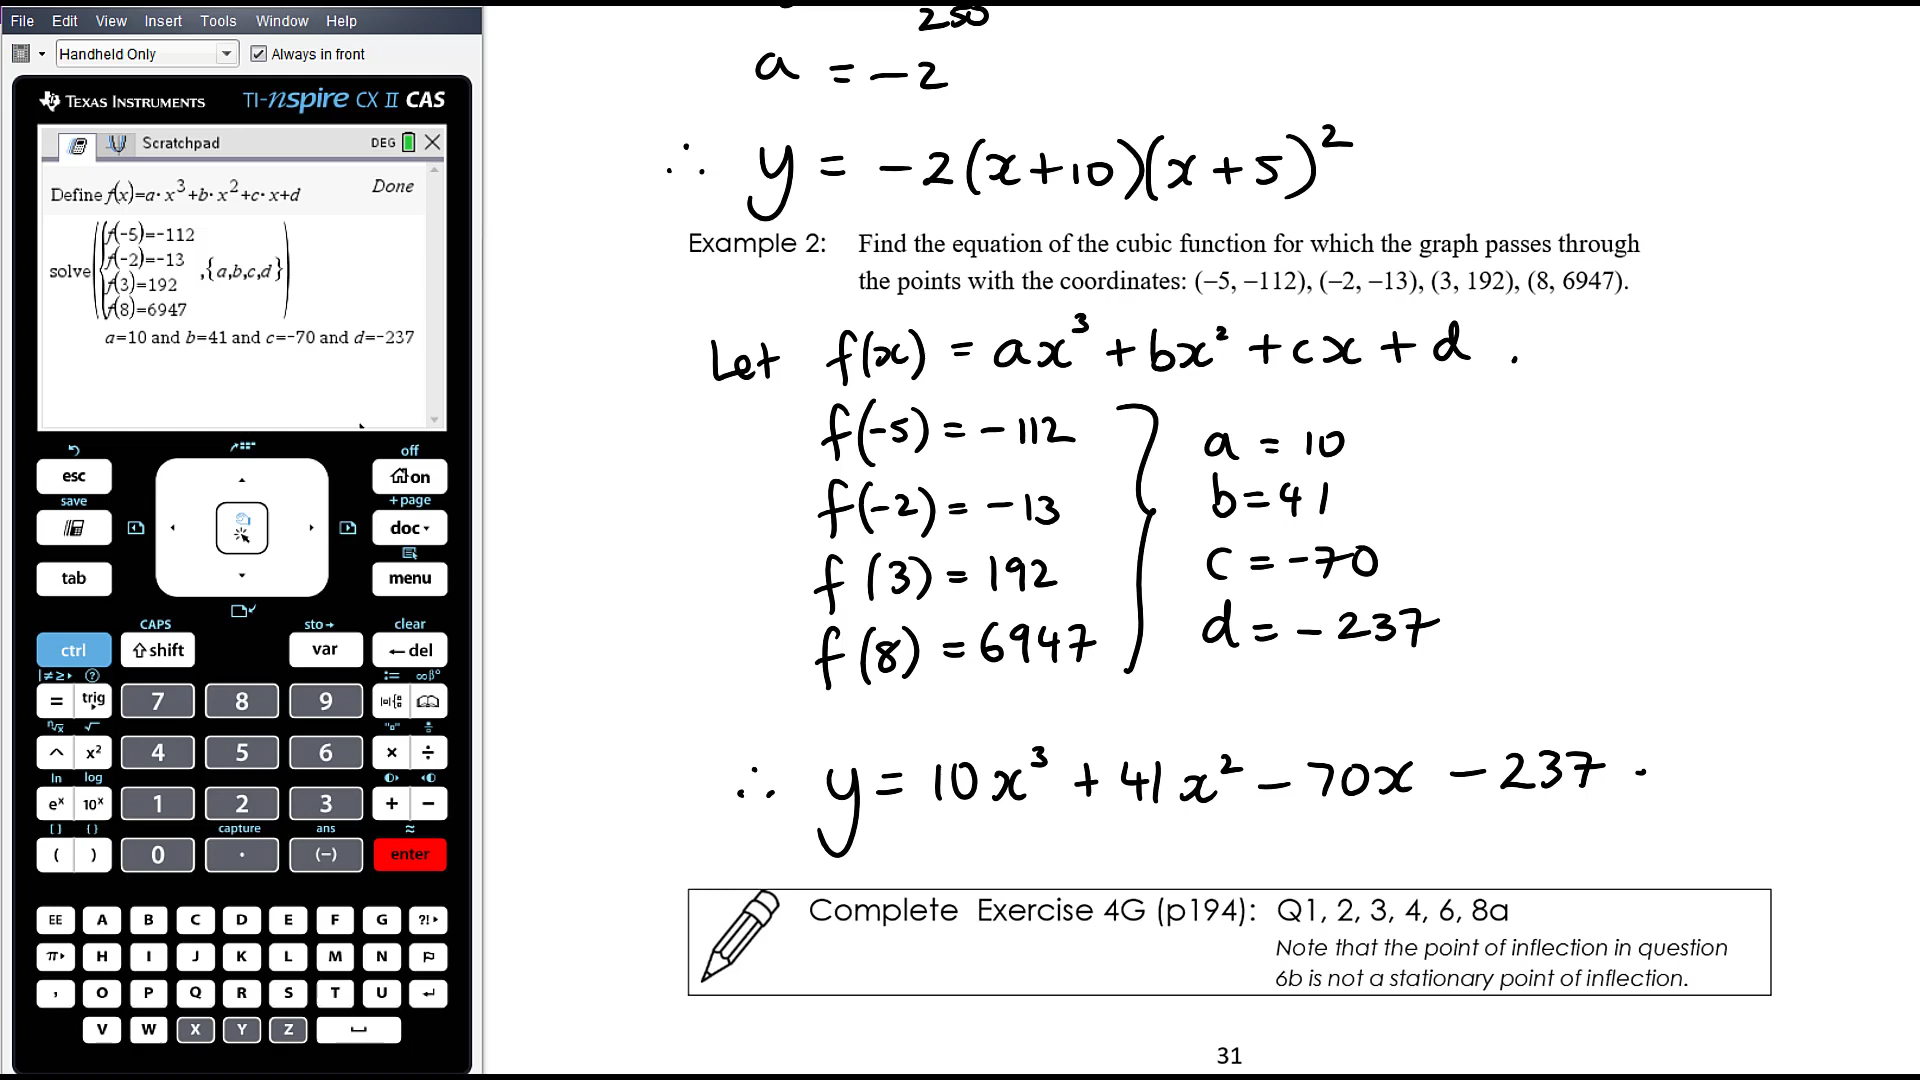 File Edit View Insert Tools Window Help
Handheld Only Always in front
TEXAS INSTRUMENTS TI-nspire CX II CAS
Scratchpad DEG
Define f(x)=a·x³+b·x²+c·x+d Done
solve({f(-5)=-112
f(-2)=-13
f(3)=192
f(8)=6947 ,{a,b,c,d})
a=10 and b=41 and c=-70 and d=-237
off
esc on
save +page
doc
tab menu
CAPS sto→ clear
ctrl ⇧shift var ←del
|≠≥▸ := ∞β°
= trig 7 8 9
ⁿ√x √
^ x² 4 5 6 × ÷
ln log
eˣ 10ˣ 1 2 3 + −
[ ] { } capture ans ≈
( ) 0 . (−) enter
EE A B C D E F G ?!▸
π▸ H I J K L M N
, O P Q R S T U ↵
V W X Y Z
250
a = −2
∴ y = −2(x+10)(x+5)²
Example 2: Find the equation of the cubic function for which the graph passes through
the points with the coordinates: (−5, −112), (−2, −13), (3, 192), (8, 6947).
Let f(x) = ax³ + bx² + cx + d .
f(−5) = −112
f(−2) = −13
f(3) = 192
f(8) = 6947
a = 10
b = 41
c = −70
d = −237
∴ y = 10x³ + 41x² − 70x − 237 .
Complete Exercise 4G (p194): Q1, 2, 3, 4, 6, 8a
Note that the point of inflection in question
6b is not a stationary point of inflection.
31